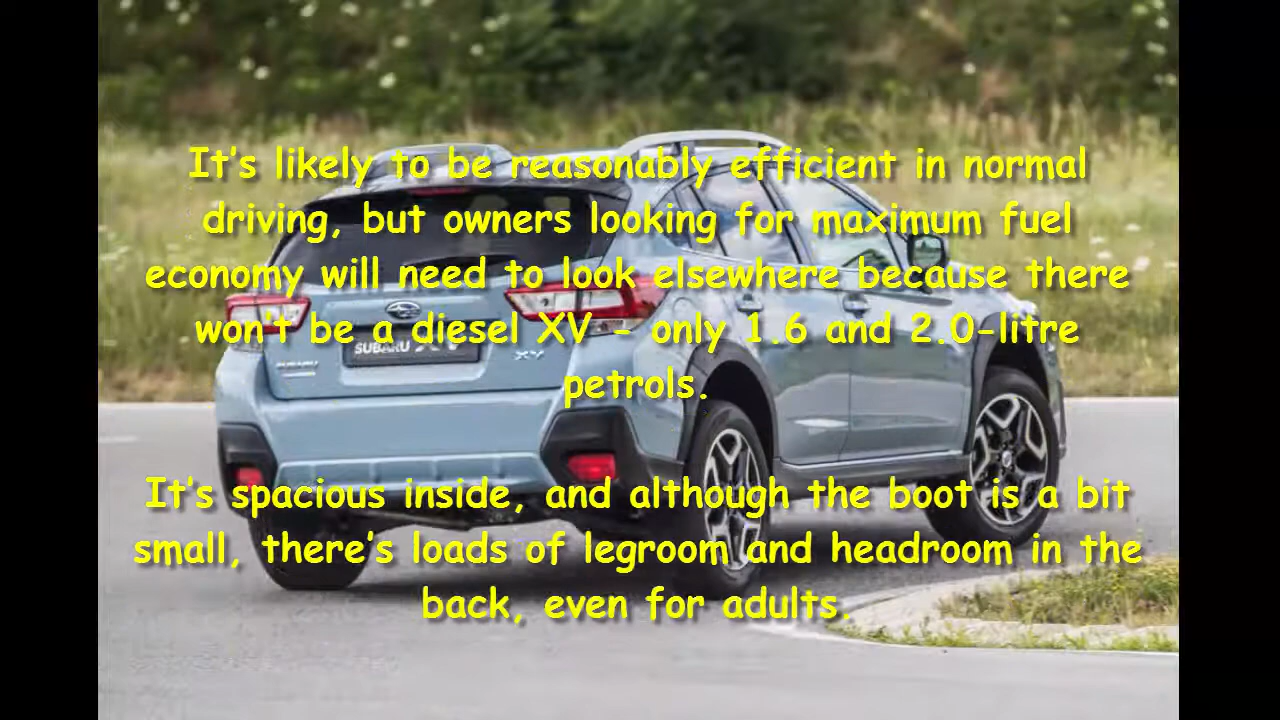 It's likely to be reasonably efficient in normal
driving, but owners looking for maximum fuel
economy will need to look elsewhere because there
won't be a diesel XV - only 1.6 and 2.0-litre
petrols.
SUBARU XV
SUBARU
XV
It's spacious inside, and although the boot is a bit
small, there's loads of legroom and headroom in the
back, even for adults.